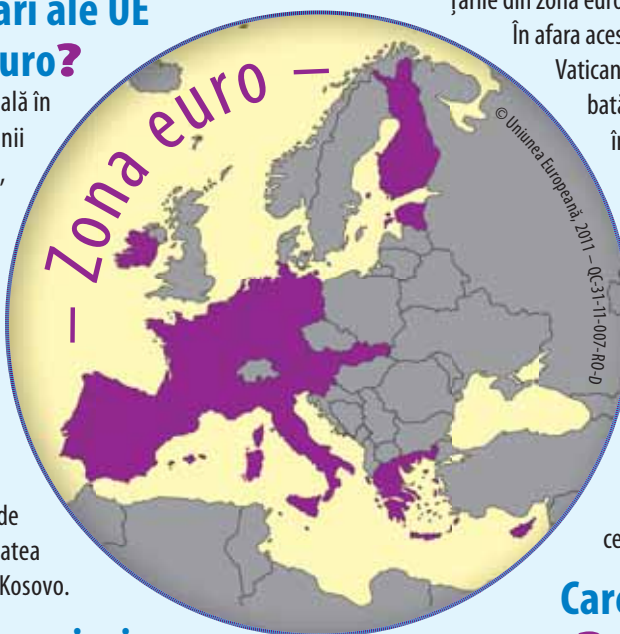 ări ale UE
uro?
ală în
nii
,
de
atea
Kosovo.
– Zona euro –
țările din zona euro
În afara aces
Vatican
bată
în
© Uniunea Europeană, 2011 – QC-31-11-007-RO-D
ce
Care